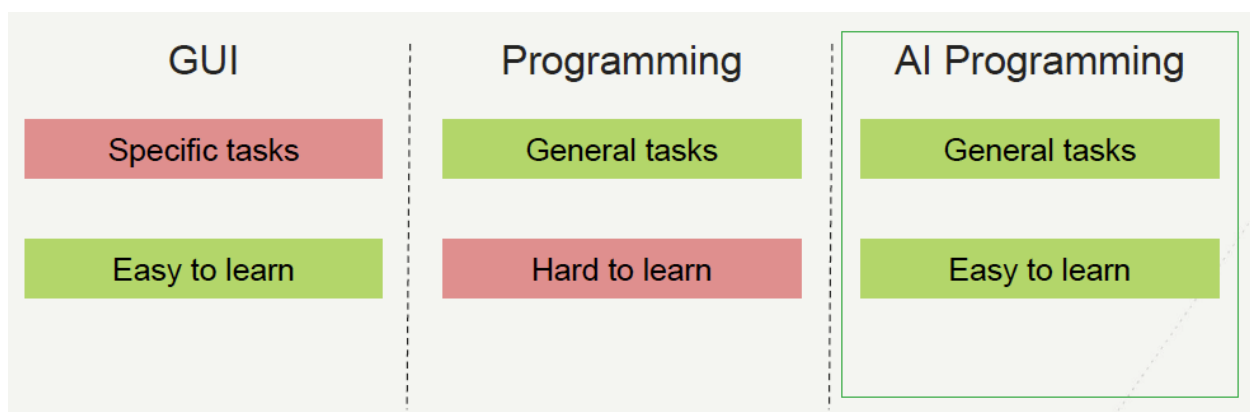 GUI
Specific tasks
Easy to learn
Programming
General tasks
Hard to learn
AI Programming
General tasks
Easy to learn